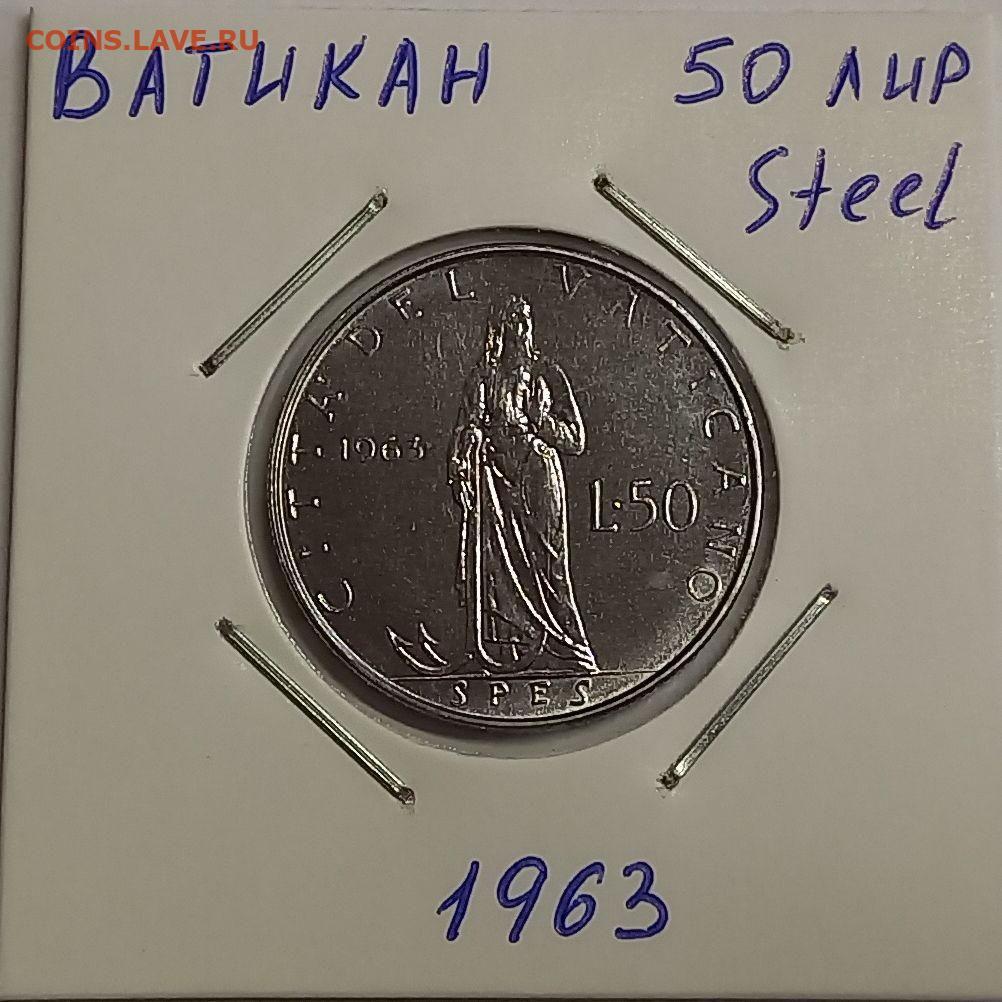 COINS.LAVE.RU
ВАТИКАН 50 ЛИР
Steel
CITTA DEL VATICANO
1963
L·50
SPES
1963